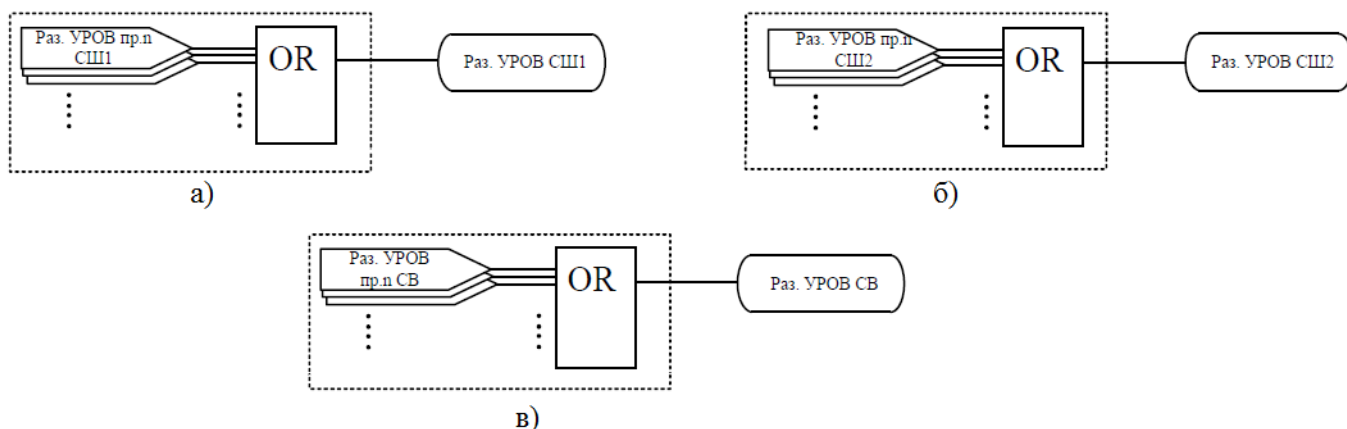 Раз. УРОВ пр.n
СШ1
OR
Раз. УРОВ СШ1
а)
Раз. УРОВ пр.n
СШ2
OR
Раз. УРОВ СШ2
б)
Раз. УРОВ
пр.n СВ
OR
Раз. УРОВ СВ
в)